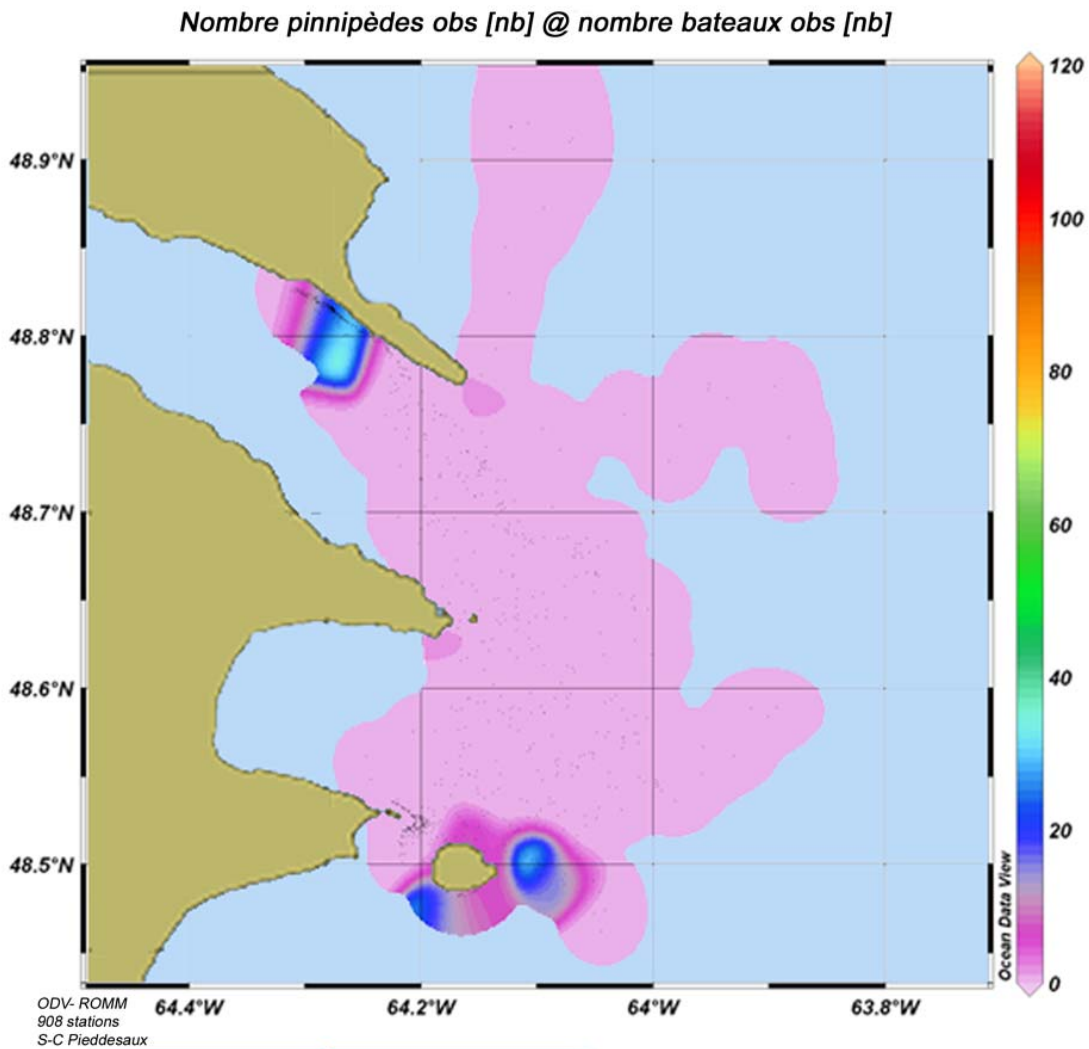 Nombre pinnipèdes obs [nb] @ nombre bateaux obs [nb]
120
48.9°N
100
48.8°N
80
48.7°N
60
48.6°N
40
20
48.5°N
Ocean Data View
0
64.4°W 64.2°W 64°W 63.8°W
ODV- ROMM
908 stations
S-C Pieddesaux